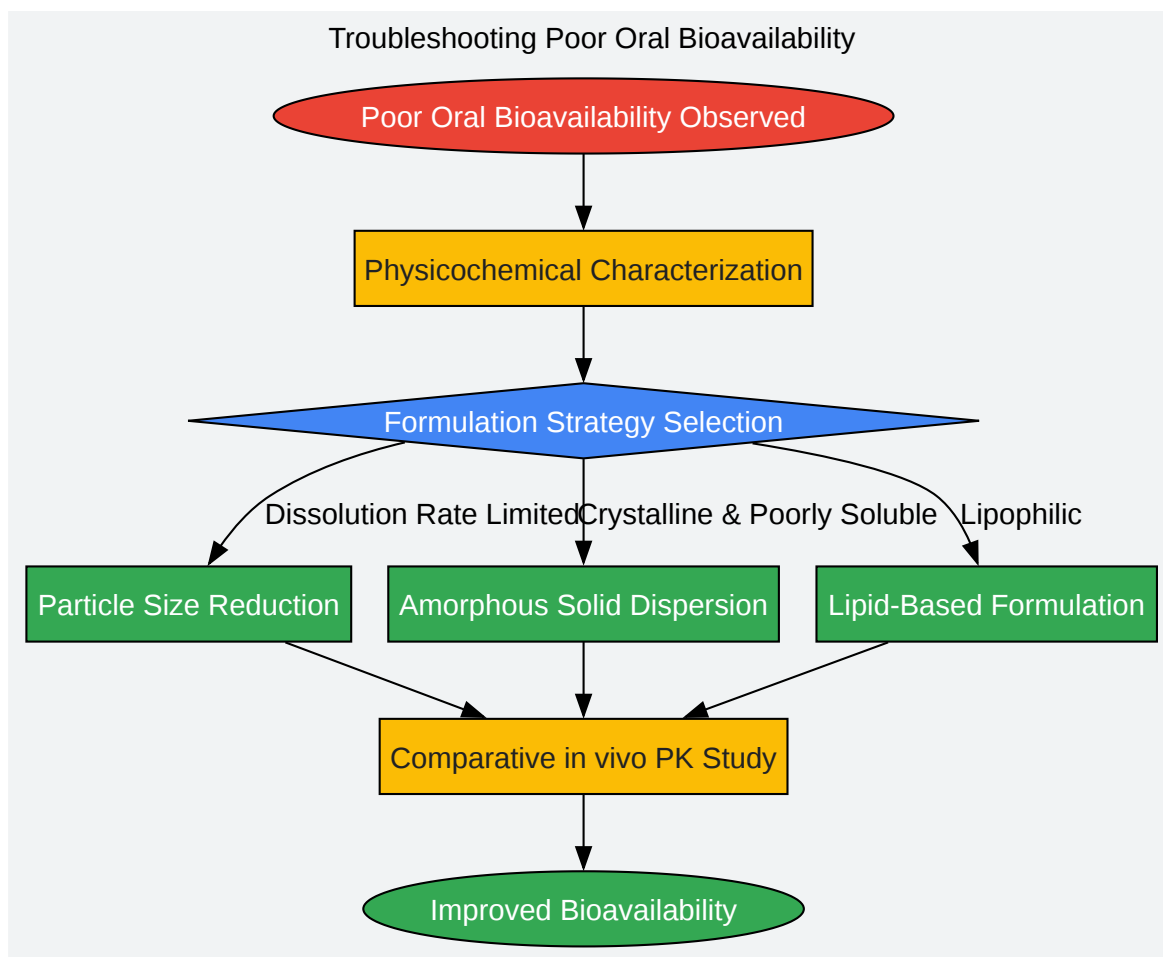 Troubleshooting Poor Oral Bioavailability
Poor Oral Bioavailability Observed
Physicochemical Characterization
Formulation Strategy Selection
Dissolution Rate Limited
Crystalline & Poorly Soluble
Lipophilic
Particle Size Reduction
Amorphous Solid Dispersion
Lipid-Based Formulation
Comparative in vivo PK Study
Improved Bioavailability